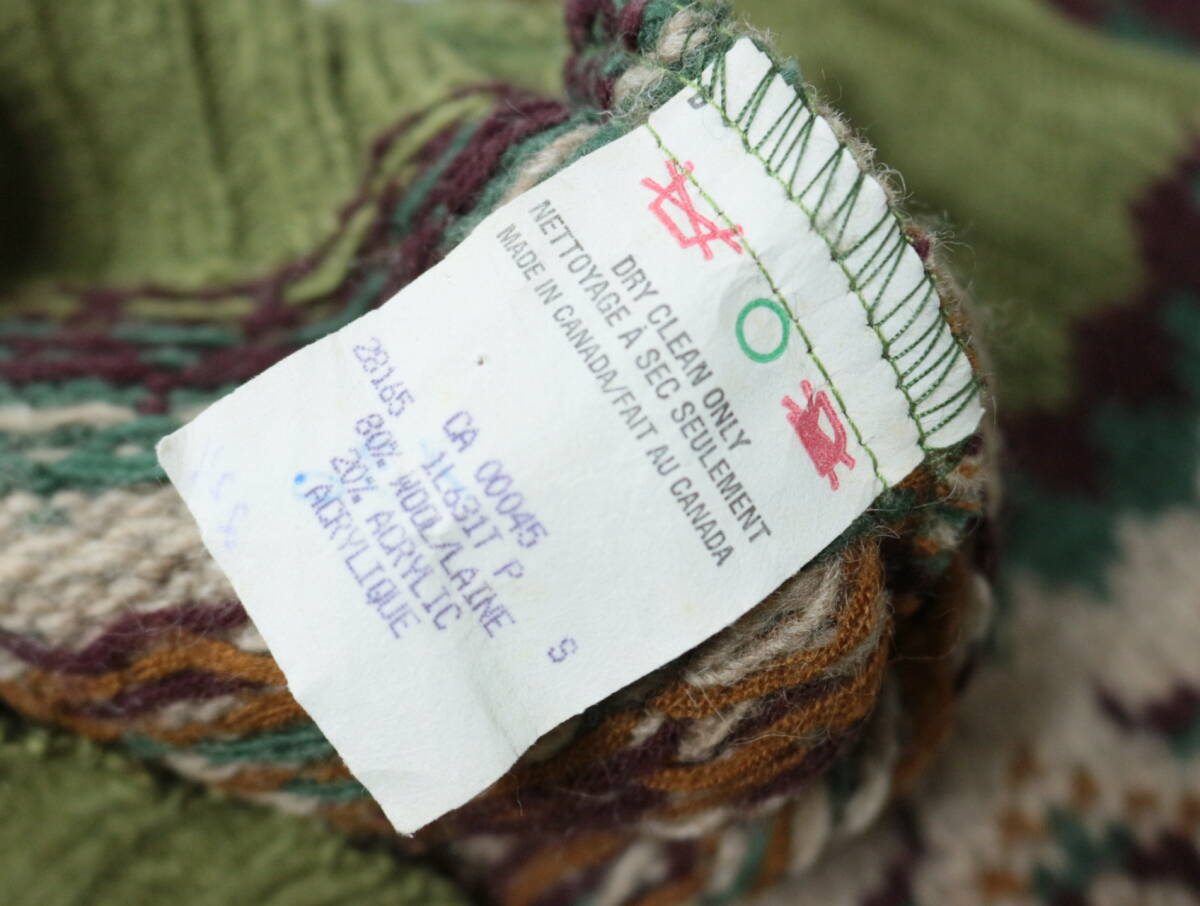 DRY CLEAN ONLY
NETTOYAGE À SEC SEULEMENT
MADE IN CANADA/FAIT AU CANADA
CA 00045
28165 1L631T P
80% WOOL/LAINE S
20% ACRYLIC
ACRYLIQUE